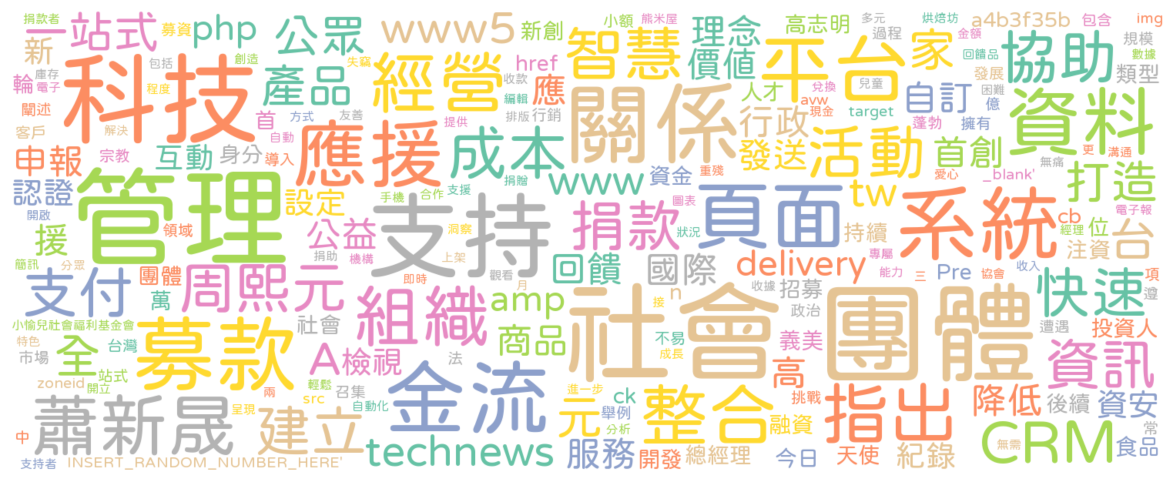 捐款者 募資 php 公眾 www5 新創 小額 熊米屋 理念 高志明 多元 過程 烘焙坊 a4b3f35b 包含 img
一站式 智慧 平台 家 金額 規模
新 科技 包括 創造 產品 失竊 經營 href 收款 應 價值 人才 兒童 回饋品 協助 數據 類型
輪 庫存 電子 程度 編輯 排版 行銷 關係 兌換 avw 現金 target 自訂 發展 困難 億 資料
闡述 首 方式 友善 提供 行政 蓬勃 擁有
客戶 解決 自動 應援 成本 發送 活動 首創 無痛 更 溝通
申報 宗教 互動 身分 導入 捐贈 www 資金 重殘 愛心 _blank' 打造
認證 管理 設定 手機 合作 支援 圖表 tw 系統 cb 經理 位 電子報
開啟 援 領域 公益 洞察 支持 捐款 狀況 頁面 持續 專屬 注資 台
簡訊 分眾 團體 捐助 機構 上架 觀看 回饋 國際 delivery 能力 Pre 協會 收入 項
支付 萬 周熙元 即時 月 組織 amp n 收據 招募 三 快速 遵
小愉兒社會福利基金會 社會 接 社會 政治 團體 遭遇 投資人
特色 市場 全 台灣 募款 A 檢視 法 商品 不易 義美 資訊
zoneid 站式 開立 兩 輕鬆 src 召集 金流 進一步 成長 高 挑戰
蕭新晟 呈現 建立 自動化 元 ck 舉例 分析 整合 融資 指出 降低 後續 資安
中 technews 服務 開發 總經理 今日 天使 紀錄 CRM 無需 常 食品
支持者 INSERT_RANDOM_NUMBER_HERE'